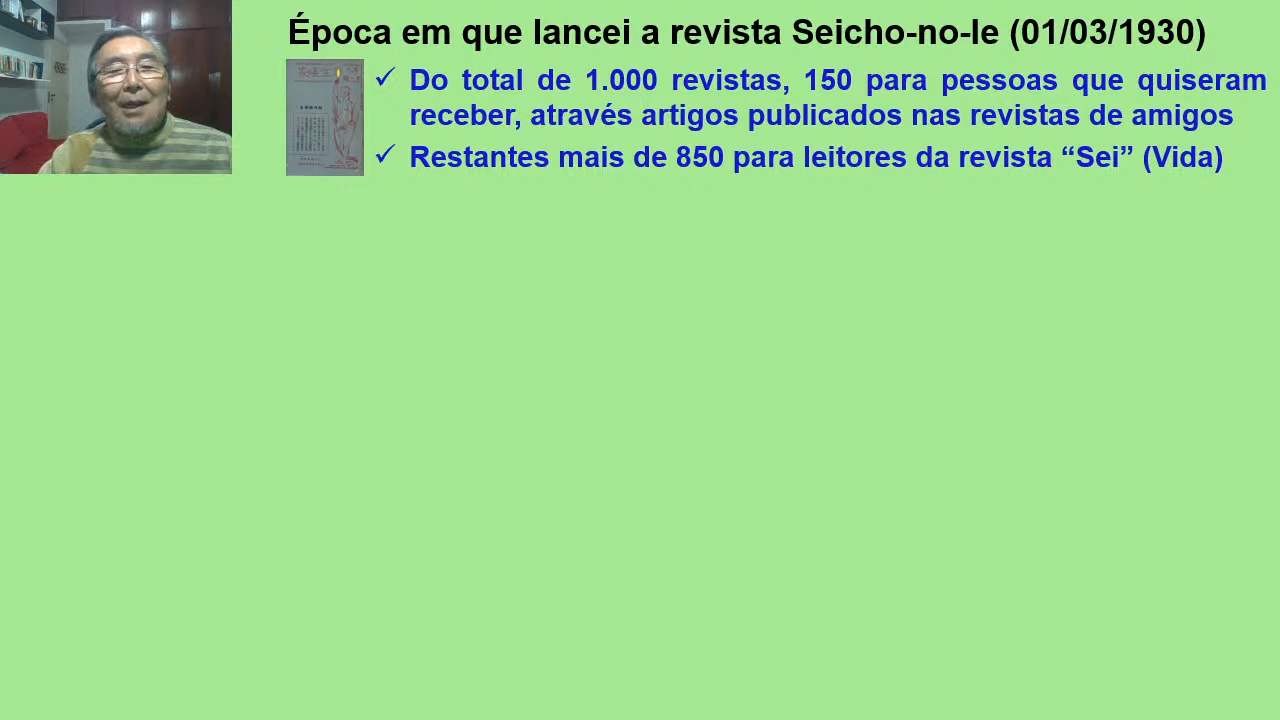 Época em que lancei a revista Seicho-no-Ie (01/03/1930)
✓ Do total de 1.000 revistas, 150 para pessoas que quiseram
receber, através artigos publicados nas revistas de amigos
✓ Restantes mais de 850 para leitores da revista “Sei” (Vida)